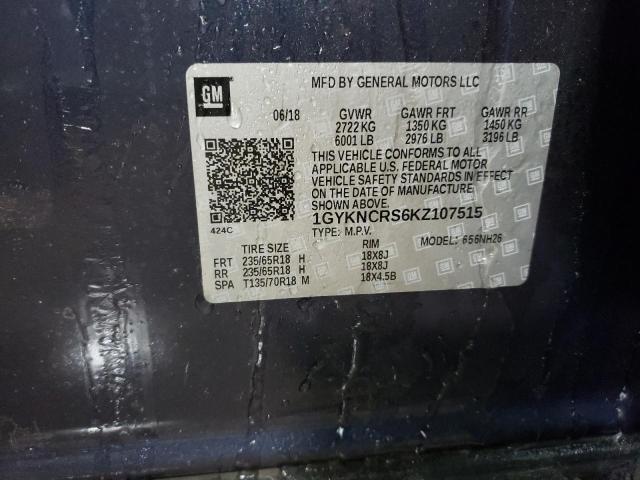 GM
MFD BY GENERAL MOTORS LLC
06/18 GVWR GAWR FRT GAWR RR
2722 KG 1350 KG 1450 KG
6001 LB 2976 LB 3196 LB
THIS VEHICLE CONFORMS TO ALL
APPLICABLE U.S. FEDERAL MOTOR
VEHICLE SAFETY STANDARDS IN EFFECT
ON THE DATE OF MANUFACTURE
SHOWN ABOVE.
1GYKNCRS6KZ107515
424C
TYPE: M.P.V. MODEL: 656NH26
TIRE SIZE RIM
FRT 235/65R18 H 18X8J
RR 235/65R18 H 18X8J
SPA T135/70R18 M 18X4.5B